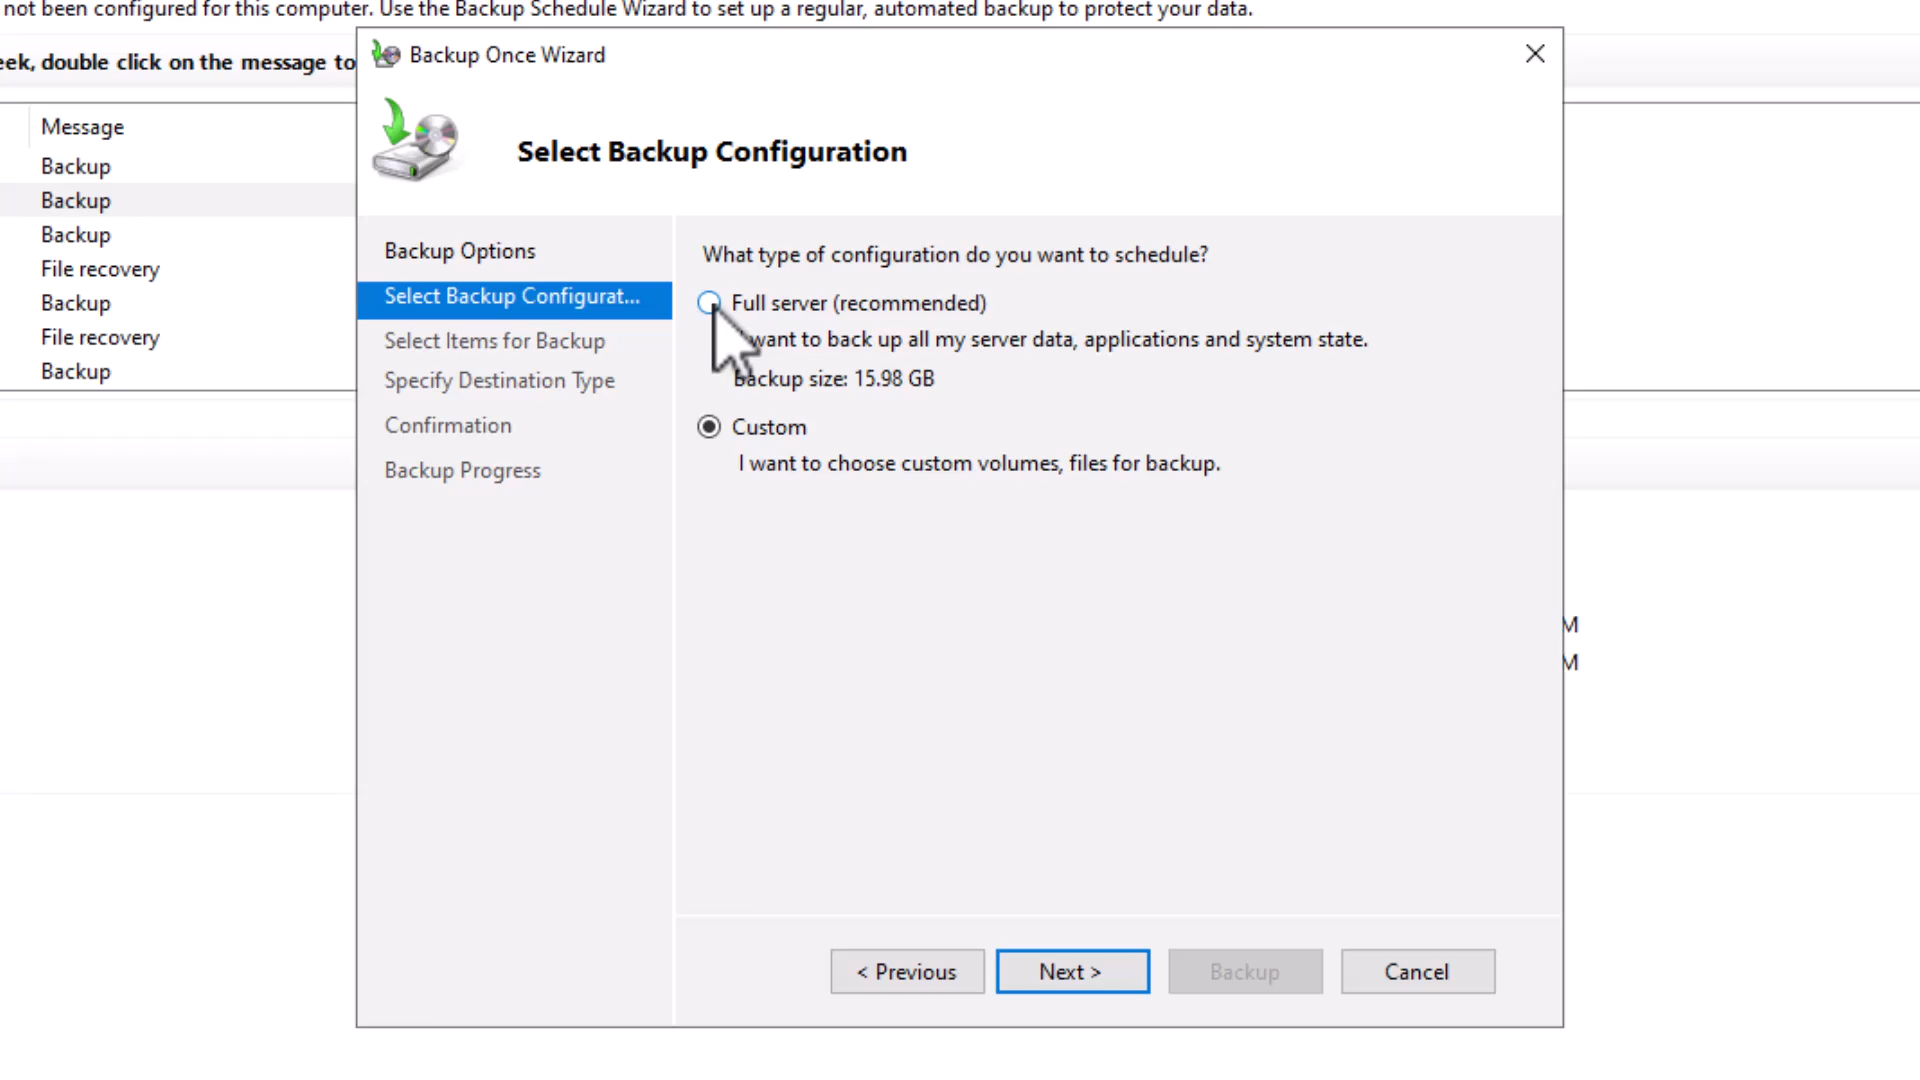 not been configured for this computer. Use the Backup Schedule Wizard to set up a regular, automated backup to protect your data.
eek, double click on the message to
Message
Backup
Backup
Backup
File recovery
Backup
File recovery
Backup
Backup Once Wizard
Select Backup Configuration
Backup Options
Select Backup Configurat...
Select Items for Backup
Specify Destination Type
Confirmation
Backup Progress
What type of configuration do you want to schedule?
Full server (recommended)
want to back up all my server data, applications and system state.
Backup size: 15.98 GB
Custom
I want to choose custom volumes, files for backup.
M
M
< Previous
Next >
Backup
Cancel